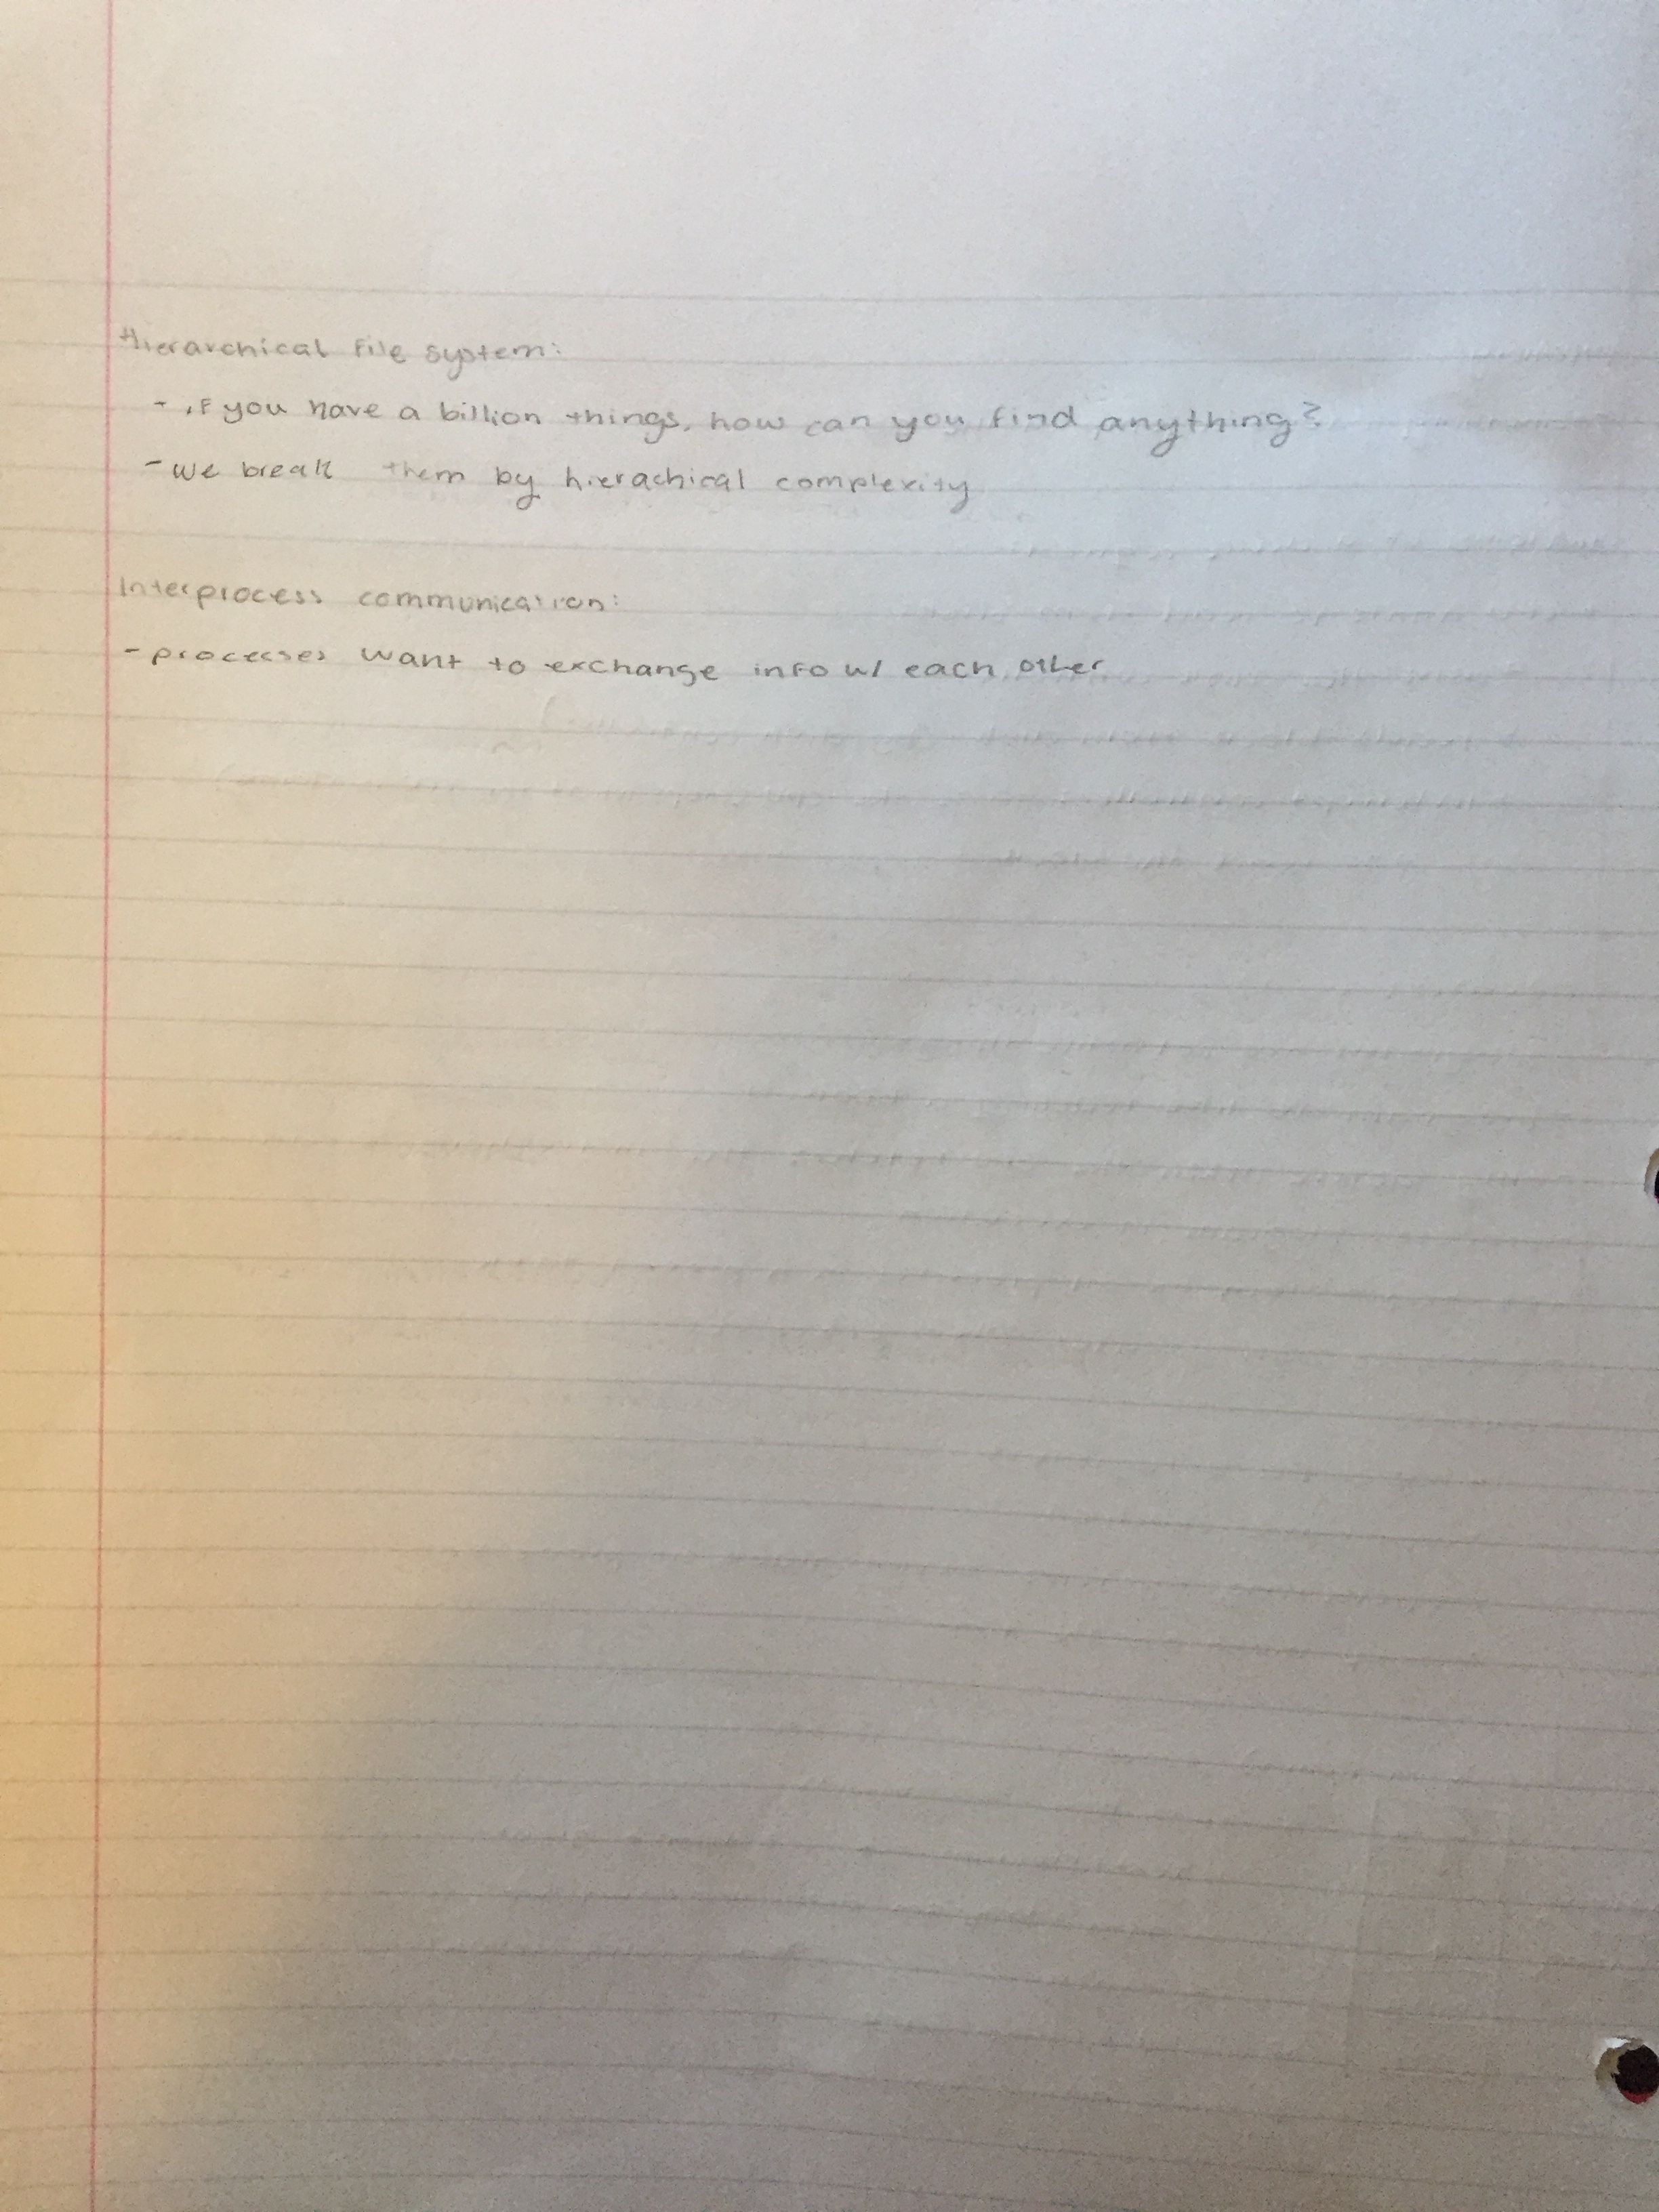 Hierarchical file system:
- if you have a billion things, how can you find anything?
- we break them by hierachical complexity
Interprocess communication:
- processes want to exchange info w/ each other